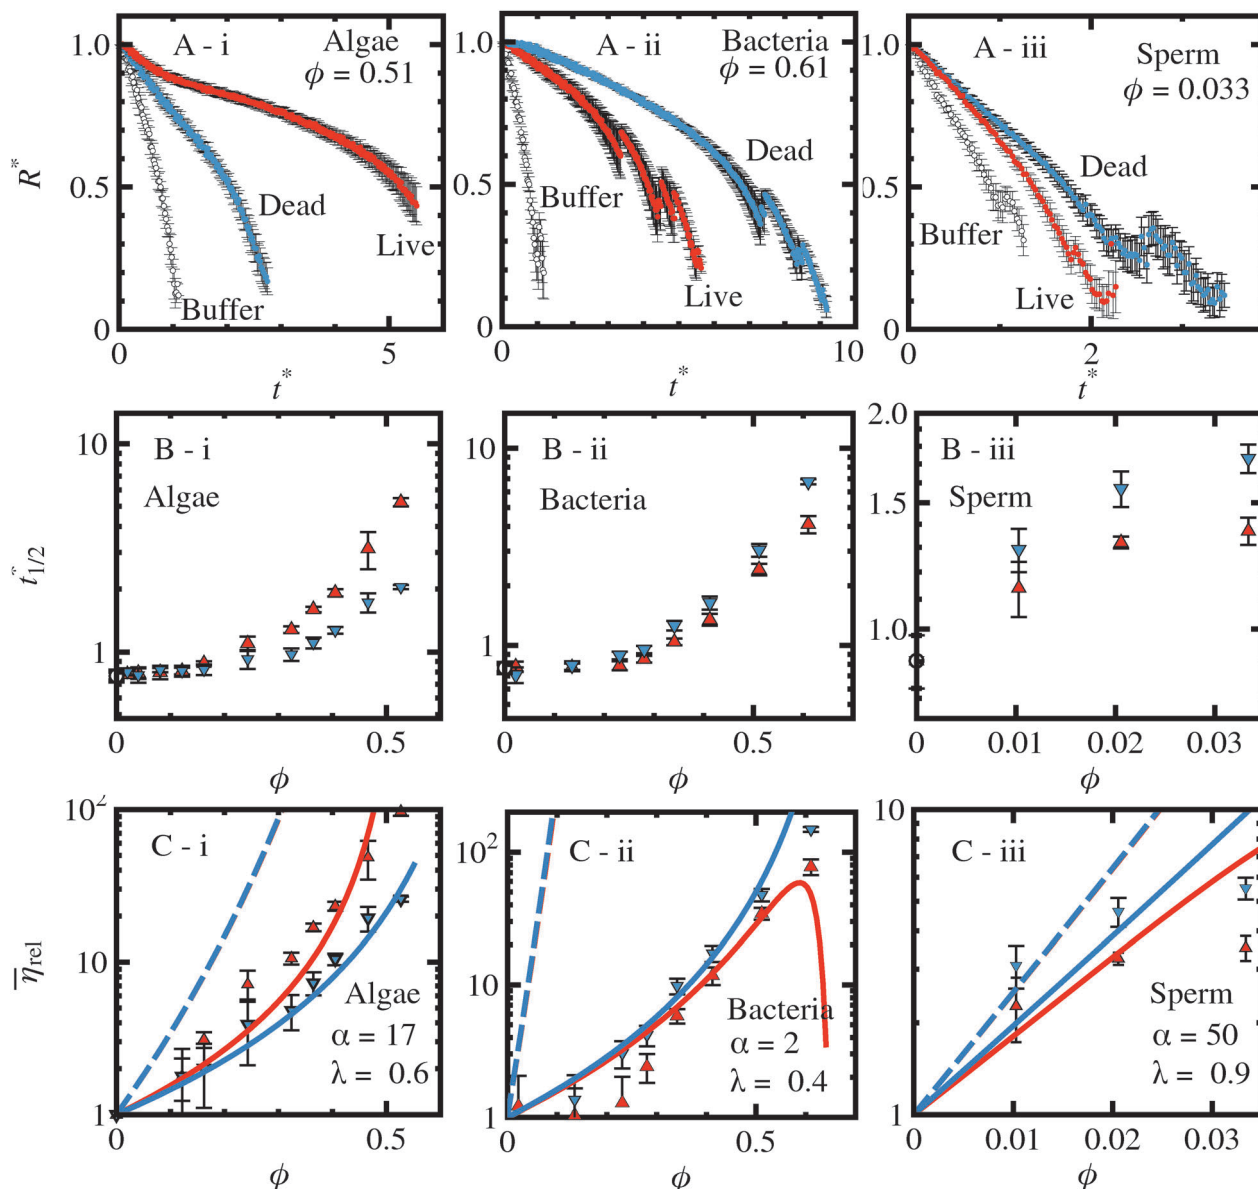 A - i
Algae
ϕ = 0.51
1.0
0.5
0
R*
Dead
Live
Buffer
0
5
t*
A - ii
Bacteria
ϕ = 0.61
1.0
0.5
0
Dead
Buffer
Live
0
5
10
t*
A - iii
Sperm
ϕ = 0.033
1.0
0.5
0
Dead
Buffer
Live
0
2
t*
B - i
Algae
10
1
t*1/2
0
0.5
ϕ
B - ii
Bacteria
10
1
0
0.5
ϕ
B - iii
Sperm
2.0
1.5
1.0
0
0.01
0.02
0.03
ϕ
C - i
10²
10
1
η̅rel
Algae
α = 17
λ = 0.6
0
0.5
ϕ
C - ii
10²
10
1
Bacteria
α = 2
λ = 0.4
0
0.5
ϕ
C - iii
10
1
Sperm
α = 50
λ = 0.9
0
0.01
0.02
0.03
ϕ